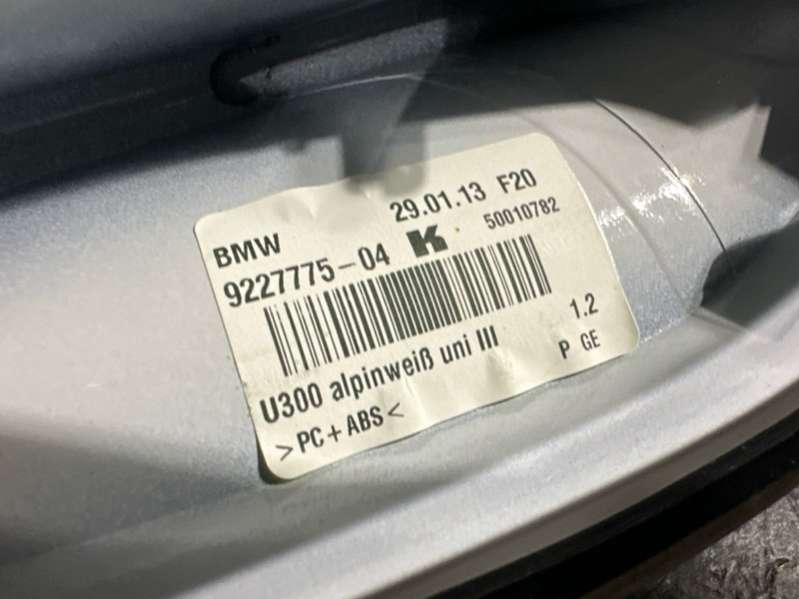 BMW 29.01.13 F20
9227775-04 K 50010782
1.2
U300 alpinweiß uni III P GE
>PC+ABS<